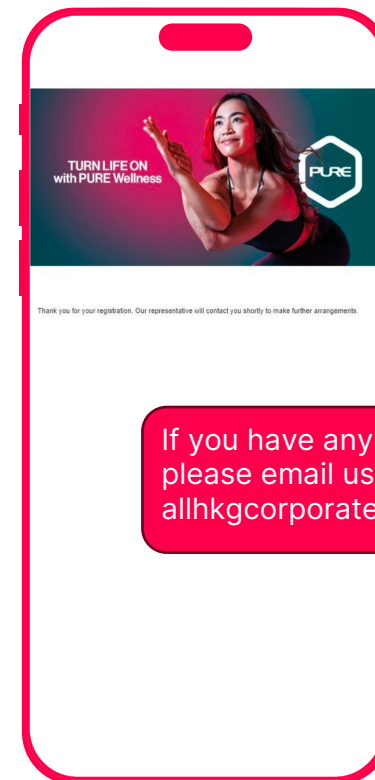 TURN LIFE ON
with PURE Wellness
PURE
Thank you for your registration. Our representative will contact you shortly to make further arrangements.
If you have any
please email us
allhkgcorporate